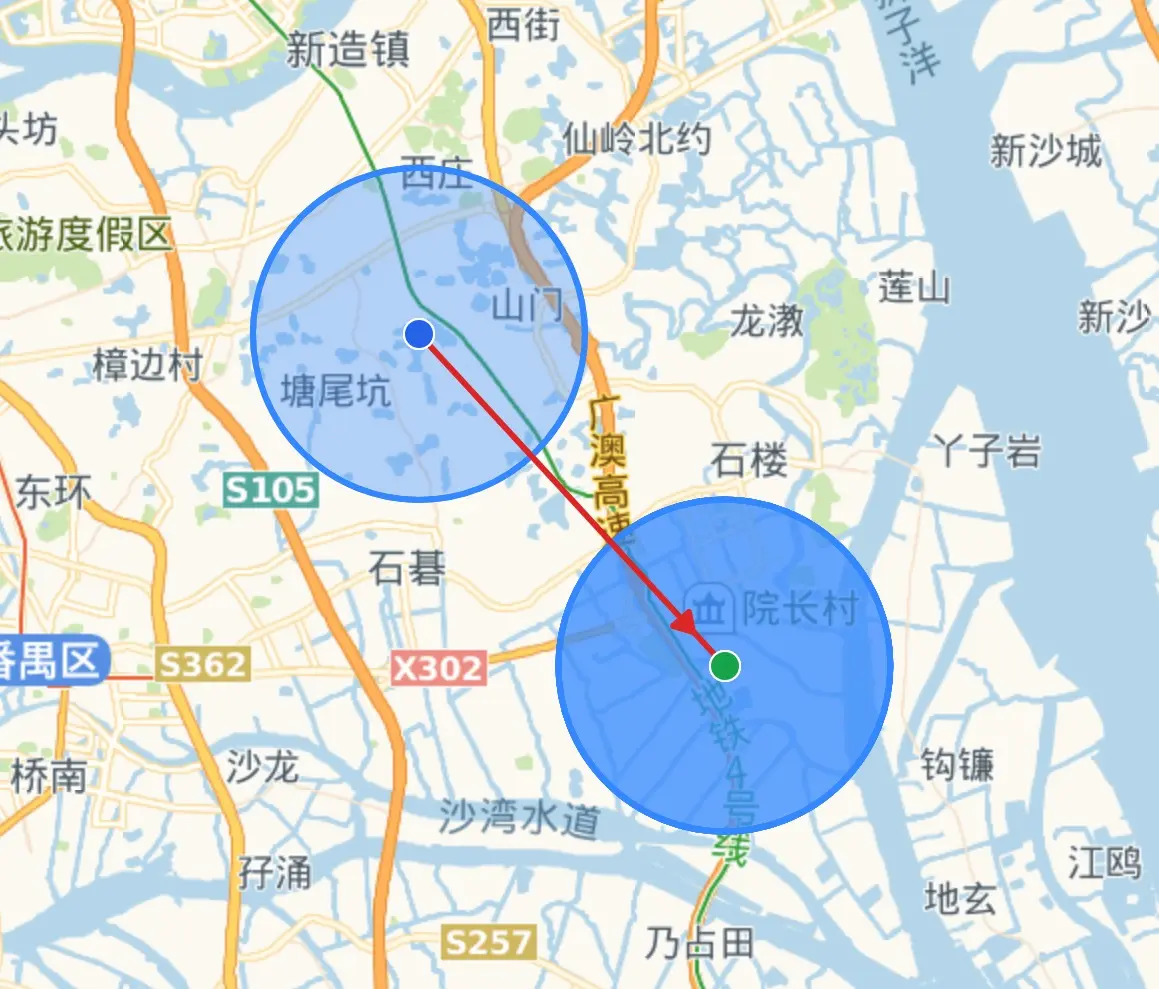 西街
新造镇
子洋
头坊
仙岭北约
新沙城
西庄
旅游度假区
山门
莲山
龙漖
新沙
樟边村
塘尾坑
广澳高速
石楼
丫子岩
东环
S105
石碁
院长村
番禺区
S362
X302
地铁4号线
桥南
沙龙
钩镰
沙湾水道
孖涌
江鸥
地玄
S257
乃占田